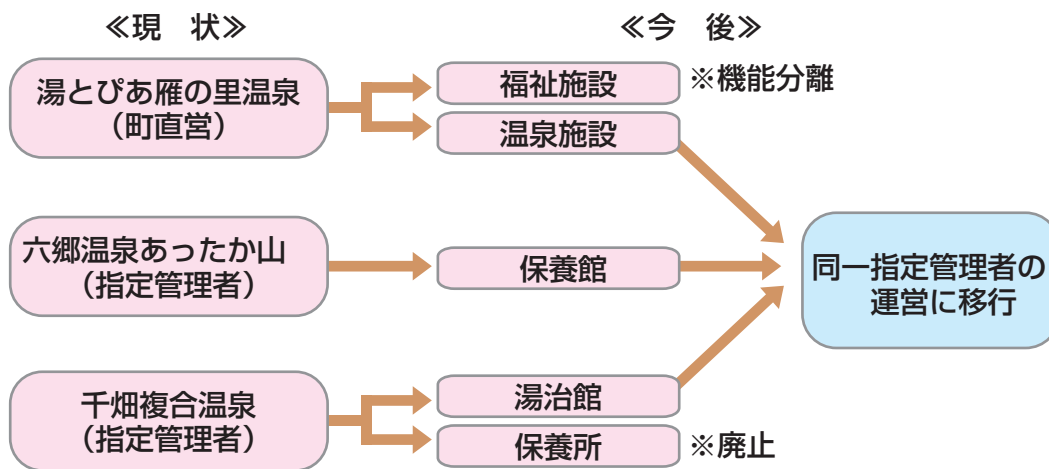 ≪現　状≫
≪今　後≫
湯とぴあ雁の里温泉
（町直営）
福祉施設
※機能分離
温泉施設
六郷温泉あったか山
（指定管理者）
保養館
同一指定管理者の
運営に移行
千畑複合温泉
（指定管理者）
湯治館
保養所
※廃止